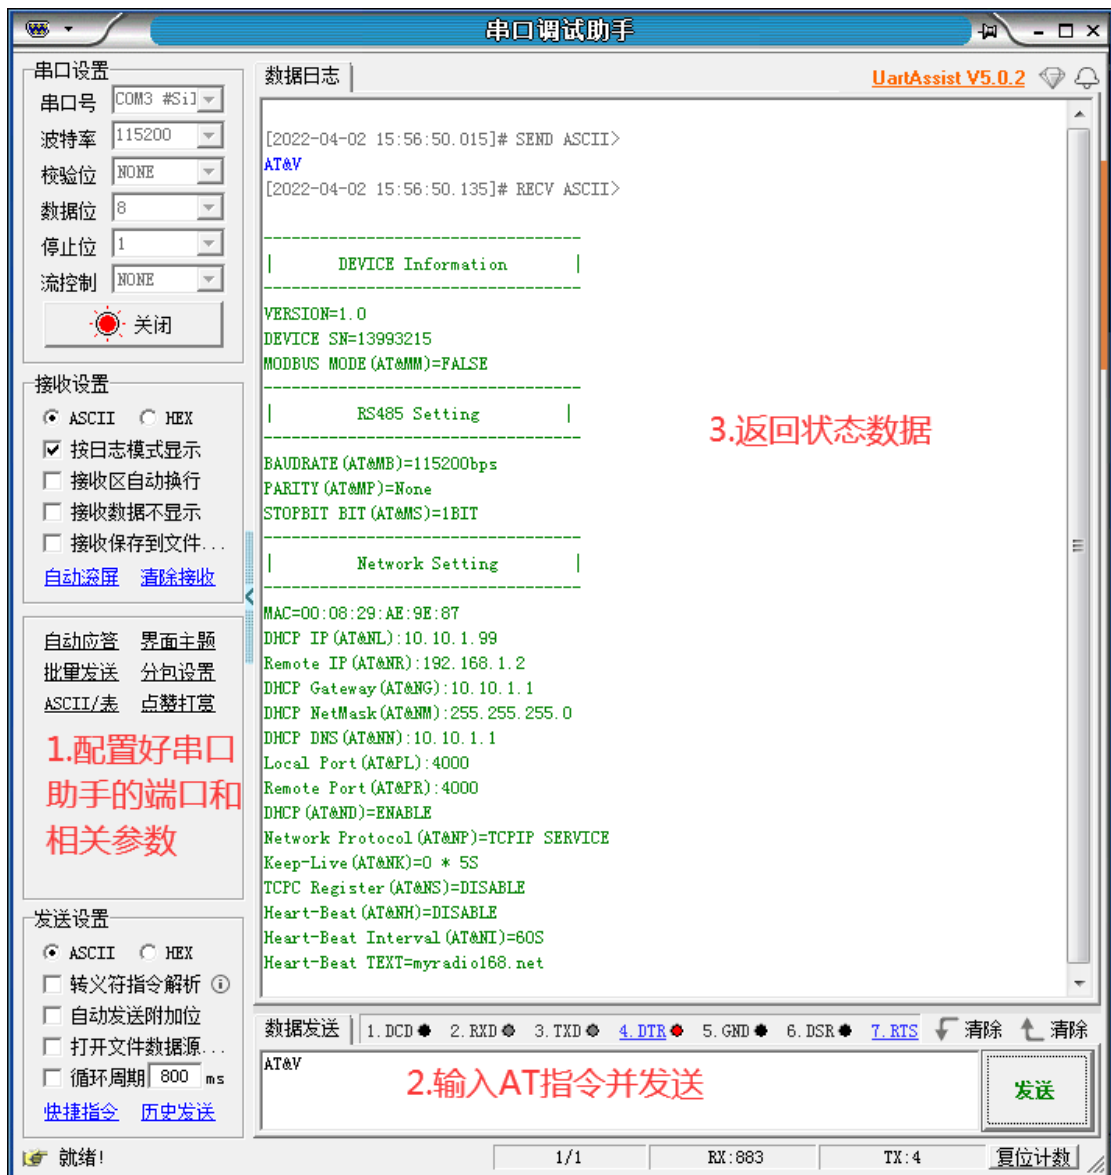 串口调试助手
串口设置
串口号 COM3 #Sil
波特率 115200
校验位 NONE
数据位 8
停止位 1
流控制 NONE
关闭
接收设置
ASCII HEX
按日志模式显示
接收区自动换行
接收数据不显示
接收保存到文件...
自动滚屏 清除接收
自动应答 界面主题
批量发送 分包设置
ASCII/表 点赞打赏
1.配置好串口
助手的端口和
相关参数
发送设置
ASCII HEX
转义符指令解析
自动发送附加位
打开文件数据源...
循环周期 800 ms
快捷指令 历史发送
数据日志
UartAssist V5.0.2
[2022-04-02 15:56:50.015]# SEND ASCII>
AT&V
[2022-04-02 15:56:50.135]# RECV ASCII>
----------------------------------
| DEVICE Information |
----------------------------------
VERSION=1.0
DEVICE SN=13993215
MODBUS MODE(AT&MM)=FALSE
----------------------------------
| RS485 Setting |
----------------------------------
BAUDRATE(AT&MB)=115200bps
PARITY(AT&MP)=None
STOPBIT BIT(AT&MS)=1BIT
----------------------------------
| Network Setting |
----------------------------------
MAC=00:08:29:AE:9E:87
DHCP IP(AT&NL):10.10.1.99
Remote IP(AT&NR):192.168.1.2
DHCP Gateway(AT&NG):10.10.1.1
DHCP NetMask(AT&NM):255.255.255.0
DHCP DNS(AT&NN):10.10.1.1
Local Port(AT&PL):4000
Remote Port(AT&PR):4000
DHCP(AT&ND)=ENABLE
Network Protocol(AT&NP)=TCPIP SERVICE
Keep-Live(AT&NK)=0 * 5S
TCPC Register(AT&NS)=DISABLE
Heart-Beat(AT&NH)=DISABLE
Heart-Beat Interval(AT&NI)=60S
Heart-Beat TEXT=myradio168.net
3.返回状态数据
数据发送 1.DCD 2.RXD 3.TXD 4.DTR 5.GND 6.DSR 7.RTS 清除 清除
AT&V
2.输入AT指令并发送
发送
就绪! 1/1 RX:883 TX:4 复位计数